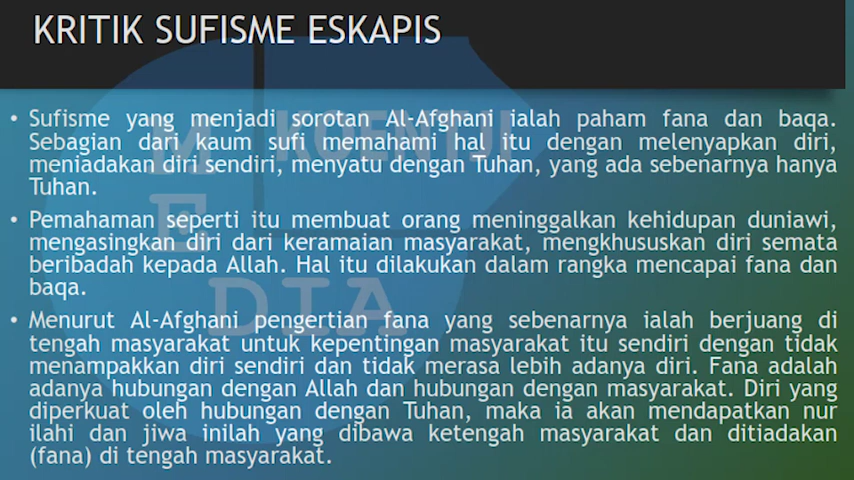 KRITIK SUFISME ESKAPIS
• Sufisme yang menjadi sorotan Al-Afghani ialah paham fana dan baqa.
Sebagian dari kaum sufi memahami hal itu dengan melenyapkan diri,
meniadakan diri sendiri, menyatu dengan Tuhan, yang ada sebenarnya hanya
Tuhan.
• Pemahaman seperti itu membuat orang meninggalkan kehidupan duniawi,
mengasingkan diri dari keramaian masyarakat, mengkhususkan diri semata
beribadah kepada Allah. Hal itu dilakukan dalam rangka mencapai fana dan
baqa.
• Menurut Al-Afghani pengertian fana yang sebenarnya ialah berjuang di
tengah masyarakat untuk kepentingan masyarakat itu sendiri dengan tidak
menampakkan diri sendiri dan tidak merasa lebih adanya diri. Fana adalah
adanya hubungan dengan Allah dan hubungan dengan masyarakat. Diri yang
diperkuat oleh hubungan dengan Tuhan, maka ia akan mendapatkan nur
ilahi dan jiwa inilah yang dibawa ketengah masyarakat dan ditiadakan
(fana) di tengah masyarakat.
MEDIA